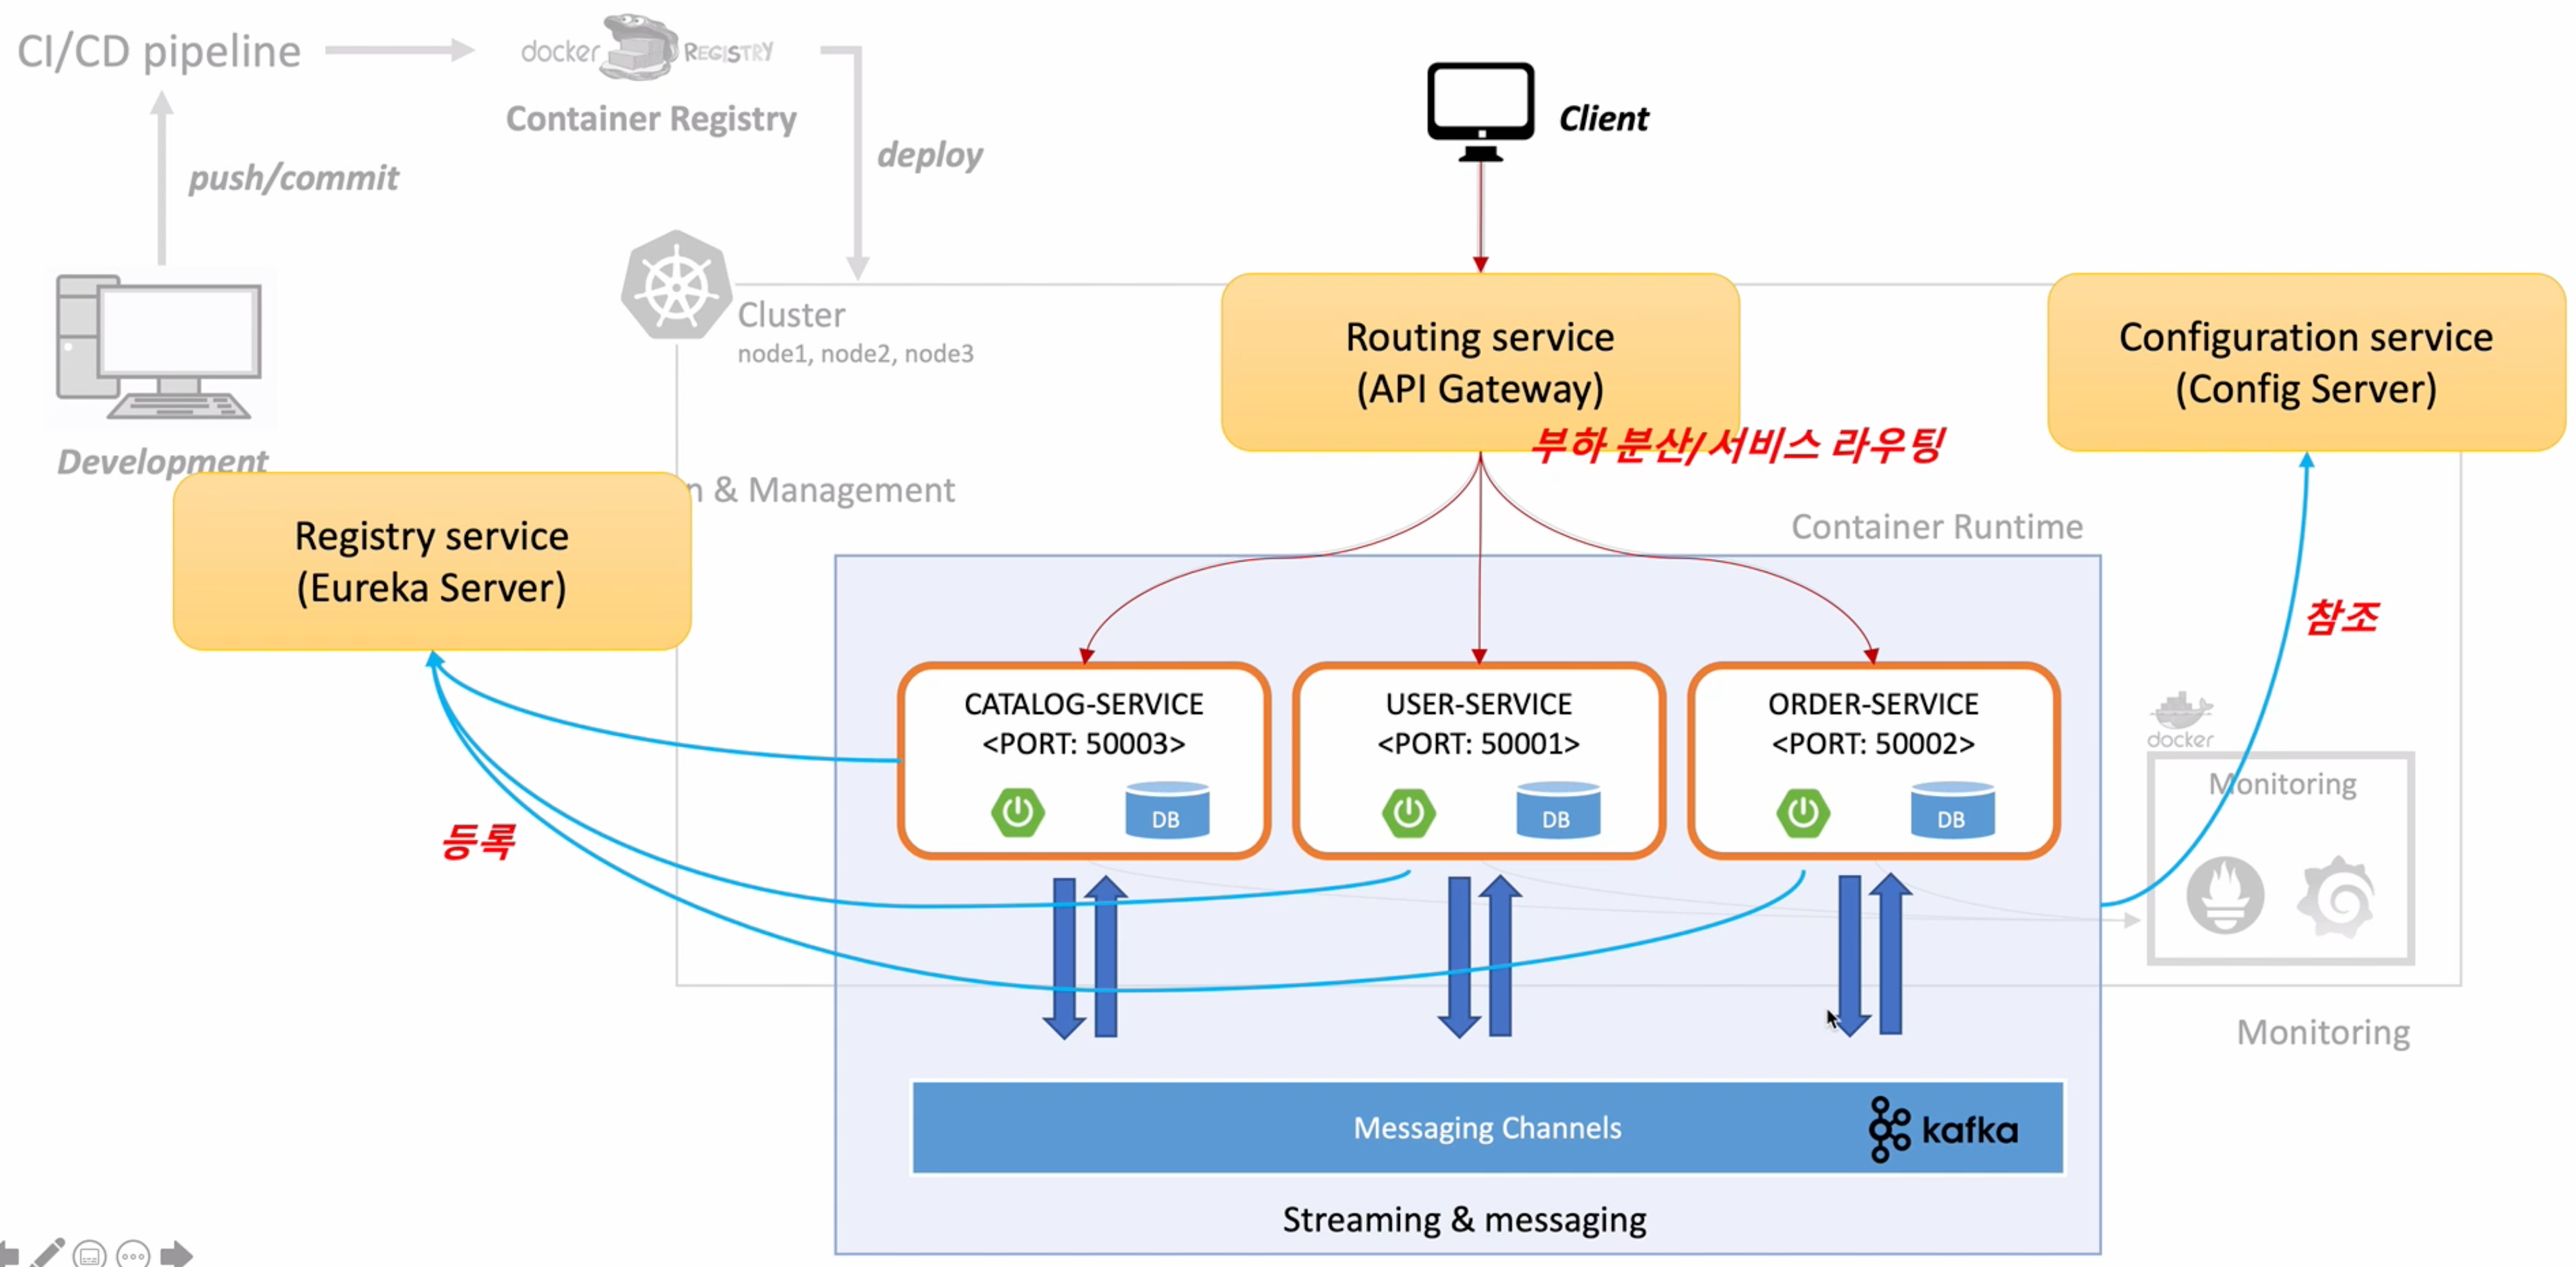 CI/CD pipeline
docker REGISTRY
Container Registry
push/commit
deploy
Client
Development
Cluster
node1, node2, node3
Routing service
(API Gateway)
부하 분산/서비스 라우팅
Configuration service
(Config Server)
n & Management
Registry service
(Eureka Server)
Container Runtime
참조
등록
CATALOG-SERVICE
<PORT: 50003>
DB
USER-SERVICE
<PORT: 50001>
DB
ORDER-SERVICE
<PORT: 50002>
DB
docker
Monitoring
Monitoring
Messaging Channels
kafka
Streaming & messaging